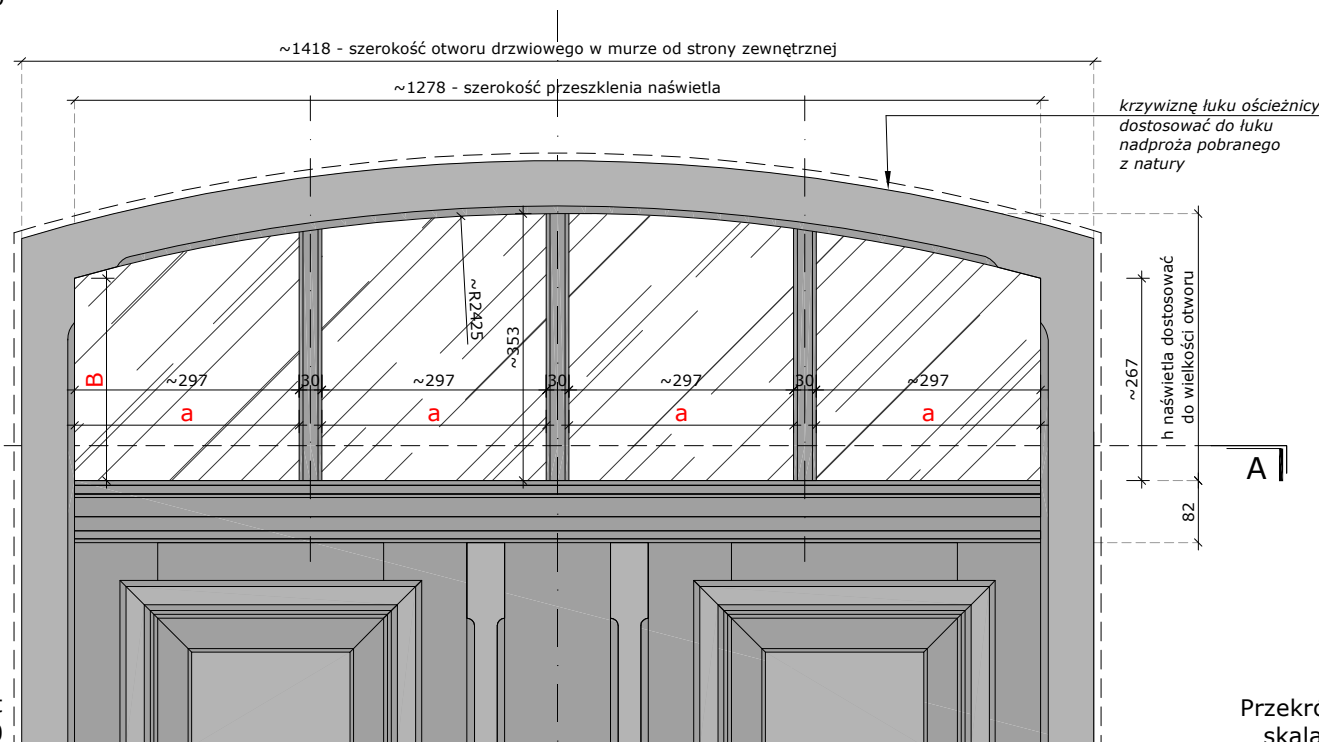 ~1418 - szerokość otworu drzwiowego w murze od strony zewnętrznej
~1278 - szerokość przeszklenia naświetla
krzywiznę łuku ościeżnicy
dostosować do łuku
nadproża pobranego
z natury
~R2425
~353
B
~297
30
~297
30
~297
30
~297
a
a
a
a
~267
h naświetla dostosować
do wielkości otworu
82
A
Przekró
skala